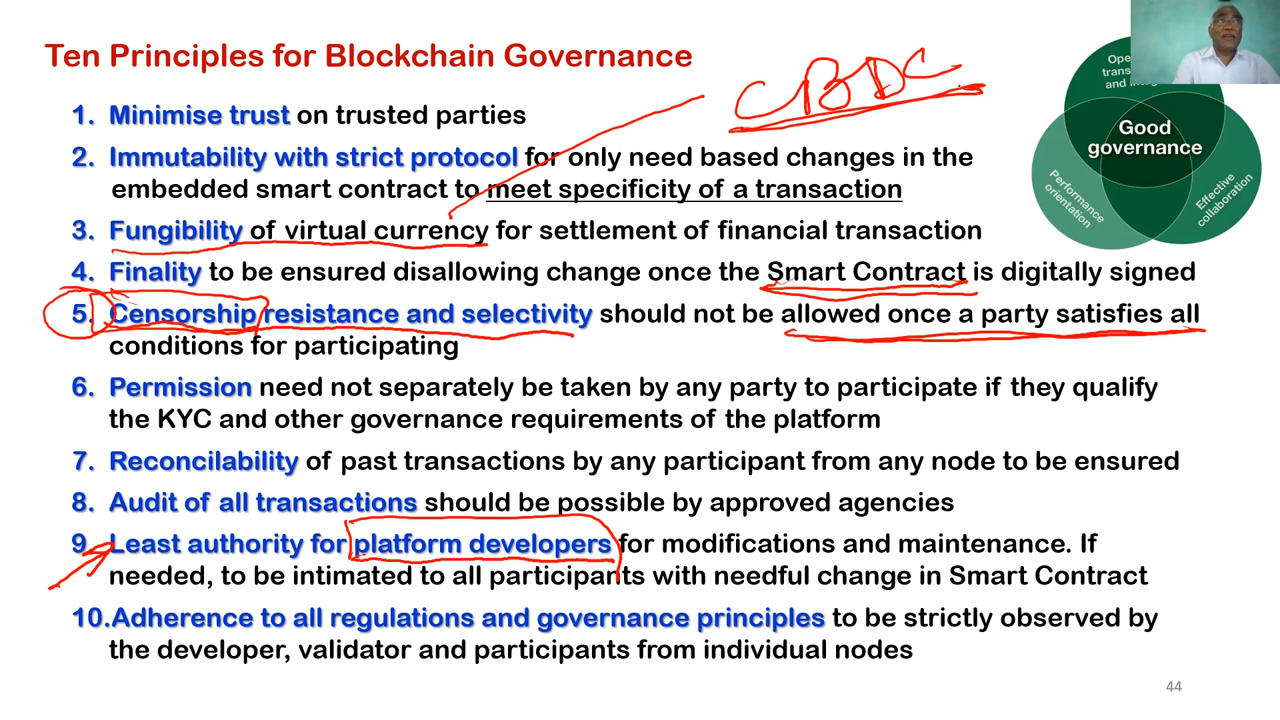 Ten Principles for Blockchain Governance
CBDC
1. Minimise trust on trusted parties
2. Immutability with strict protocol for only need based changes in the
embedded smart contract to meet specificity of a transaction
3. Fungibility of virtual currency for settlement of financial transaction
4. Finality to be ensured disallowing change once the Smart Contract is digitally signed
5. Censorship resistance and selectivity should not be allowed once a party satisfies all
conditions for participating
6. Permission need not separately be taken by any party to participate if they qualify
the KYC and other governance requirements of the platform
7. Reconcilability of past transactions by any participant from any node to be ensured
8. Audit of all transactions should be possible by approved agencies
9. Least authority for platform developers for modifications and maintenance. If
needed, to be intimated to all participants with needful change in Smart Contract
10. Adherence to all regulations and governance principles to be strictly observed by
the developer, validator and participants from individual nodes
Good
governance
Performance
orientation
Effective
collaboration
44